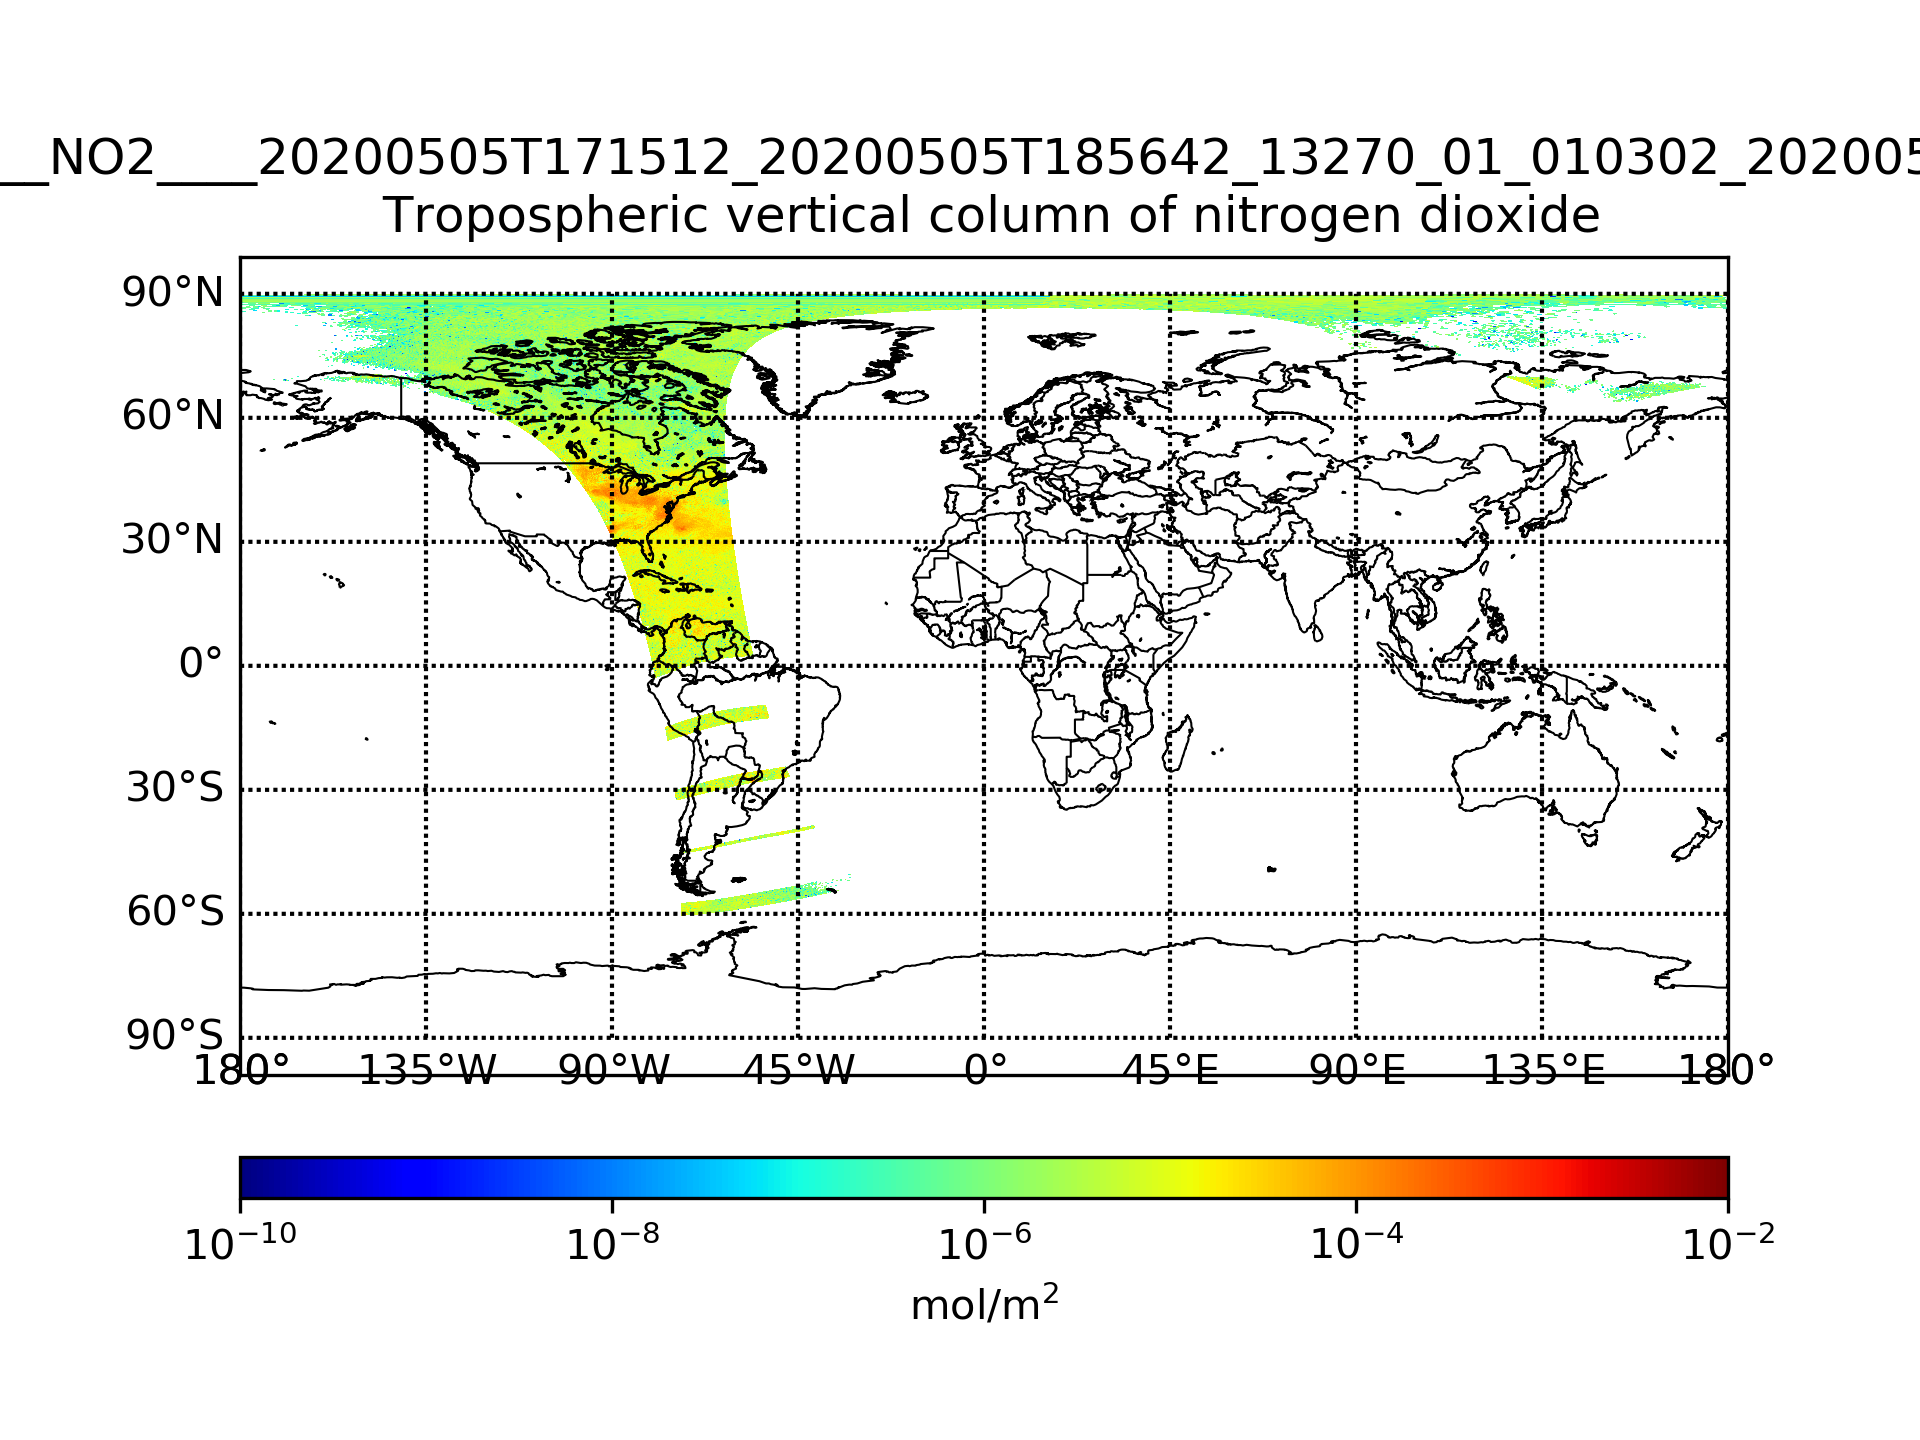 __NO2____20200505T171512_20200505T185642_13270_01_010302_202005
Tropospheric vertical column of nitrogen dioxide
90°N
60°N
30°N
0°
30°S
60°S
90°S
180° 135°W 90°W 45°W 0° 45°E 90°E 135°E 180°
10⁻¹⁰ 10⁻⁸ 10⁻⁶ 10⁻⁴ 10⁻²
mol/m²